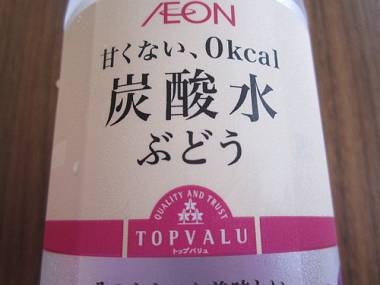 ÆON
甘くない、0kcal
炭酸水
ぶどう
QUALITY AND TRUST
TOPVALU
トップバリュ